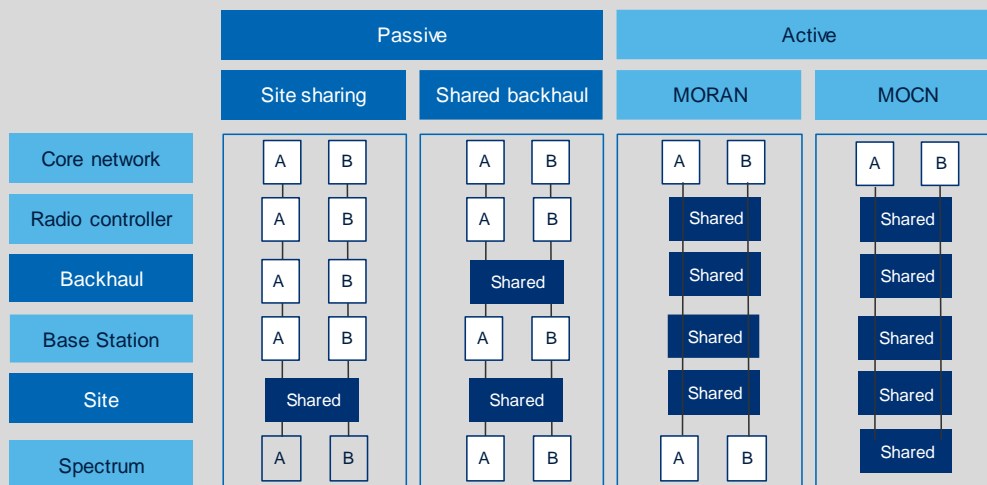 Passive Active
Site sharing Shared backhaul MORAN MOCN
Core network A B A B A B A B
Radio controller A B A B Shared Shared
Backhaul A B Shared Shared Shared
Base Station A B A B Shared Shared
Site Shared Shared Shared Shared
Spectrum A B A B A B Shared